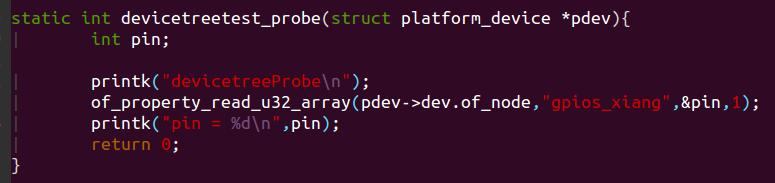 static int devicetreetest_probe(struct platform_device *pdev){
        int pin;

        printk("devicetreeProbe\n");
        of_property_read_u32_array(pdev->dev.of_node,"gpios_xiang",&pin,1);
        printk("pin = %d\n",pin);
        return 0;
}